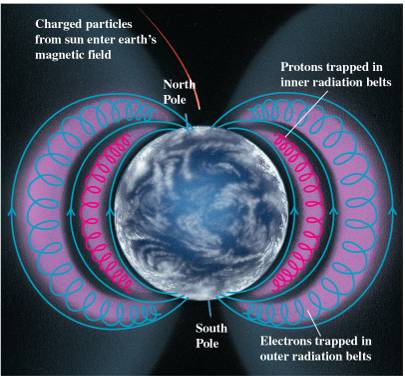 Charged particles
from sun enter earth's
magnetic field
Protons trapped in
inner radiation belts
North
Pole
South
Pole
Electrons trapped in
outer radiation belts